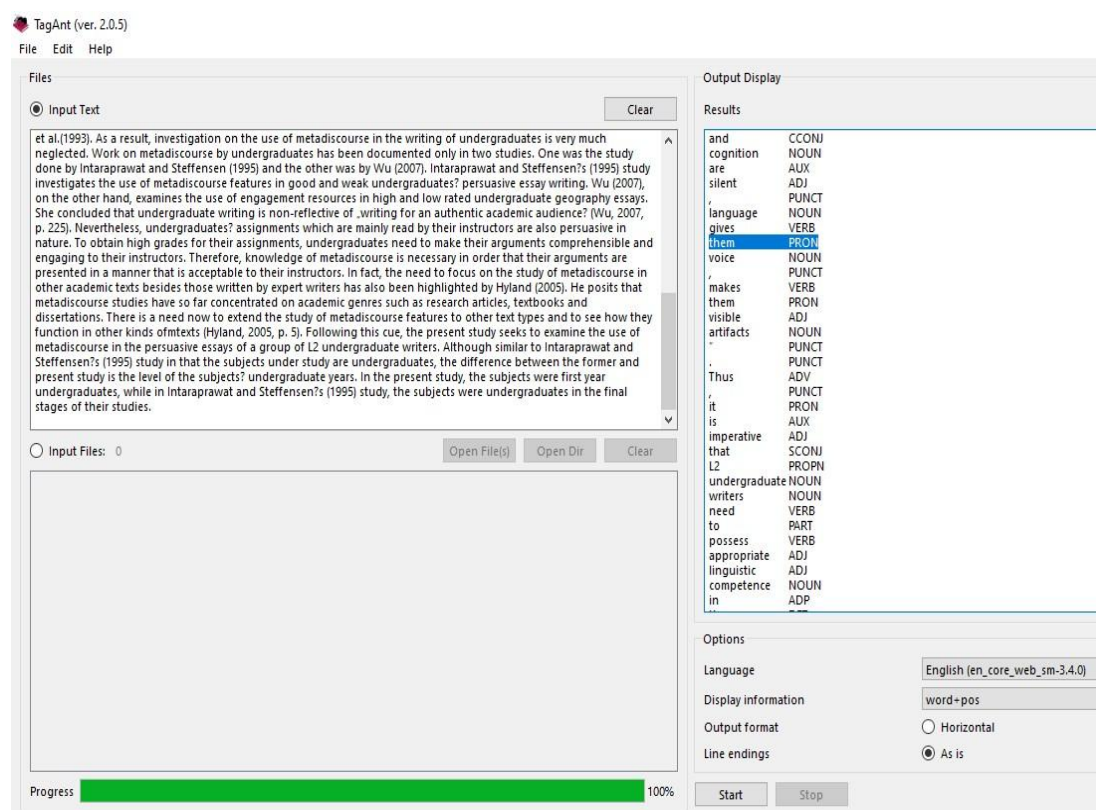 TagAnt (ver. 2.0.5)
File Edit Help
Files
Input Text
Clear
et al.(1993). As a result, investigation on the use of metadiscourse in the writing of undergraduates is very much
neglected. Work on metadiscourse by undergraduates has been documented only in two studies. One was the study
done by Intaraprawat and Steffensen (1995) and the other was by Wu (2007). Intaraprawat and Steffensen?s (1995) study
investigates the use of metadiscourse features in good and weak undergraduates? persuasive essay writing. Wu (2007),
on the other hand, examines the use of engagement resources in high and low rated undergraduate geography essays.
She concluded that undergraduate writing is non-reflective of „writing for an authentic academic audience? (Wu, 2007,
p. 225). Nevertheless, undergraduates? assignments which are mainly read by their instructors are also persuasive in
nature. To obtain high grades for their assignments, undergraduates need to make their arguments comprehensible and
engaging to their instructors. Therefore, knowledge of metadiscourse is necessary in order that their arguments are
presented in a manner that is acceptable to their instructors. In fact, the need to focus on the study of metadiscourse in
other academic texts besides those written by expert writers has also been highlighted by Hyland (2005). He posits that
metadiscourse studies have so far concentrated on academic genres such as research articles, textbooks and
dissertations. There is a need now to extend the study of metadiscourse features to other text types and to see how they
function in other kinds ofmtexts (Hyland, 2005, p. 5). Following this cue, the present study seeks to examine the use of
metadiscourse in the persuasive essays of a group of L2 undergraduate writers. Although similar to Intaraprawat and
Steffensen?s (1995) study in that the subjects under study are undergraduates, the difference between the former and
present study is the level of the subjects? undergraduate years. In the present study, the subjects were first year
undergraduates, while in Intaraprawat and Steffensen?s (1995) study, the subjects were undergraduates in the final
stages of their studies.
Input Files: 0
Open File(s) Open Dir Clear
Progress 100%
Output Display
Results
and CCONJ
cognition NOUN
are AUX
silent ADJ
, PUNCT
language NOUN
gives VERB
them PRON
voice NOUN
, PUNCT
makes VERB
them PRON
visible ADJ
artifacts NOUN
" PUNCT
. PUNCT
Thus ADV
, PUNCT
it PRON
is AUX
imperative ADJ
that SCONJ
L2 PROPN
undergraduate NOUN
writers NOUN
need VERB
to PART
possess VERB
appropriate ADJ
linguistic ADJ
competence NOUN
in ADP
Options
Language English (en_core_web_sm-3.4.0)
Display information word+pos
Output format Horizontal
Line endings As is
Start Stop